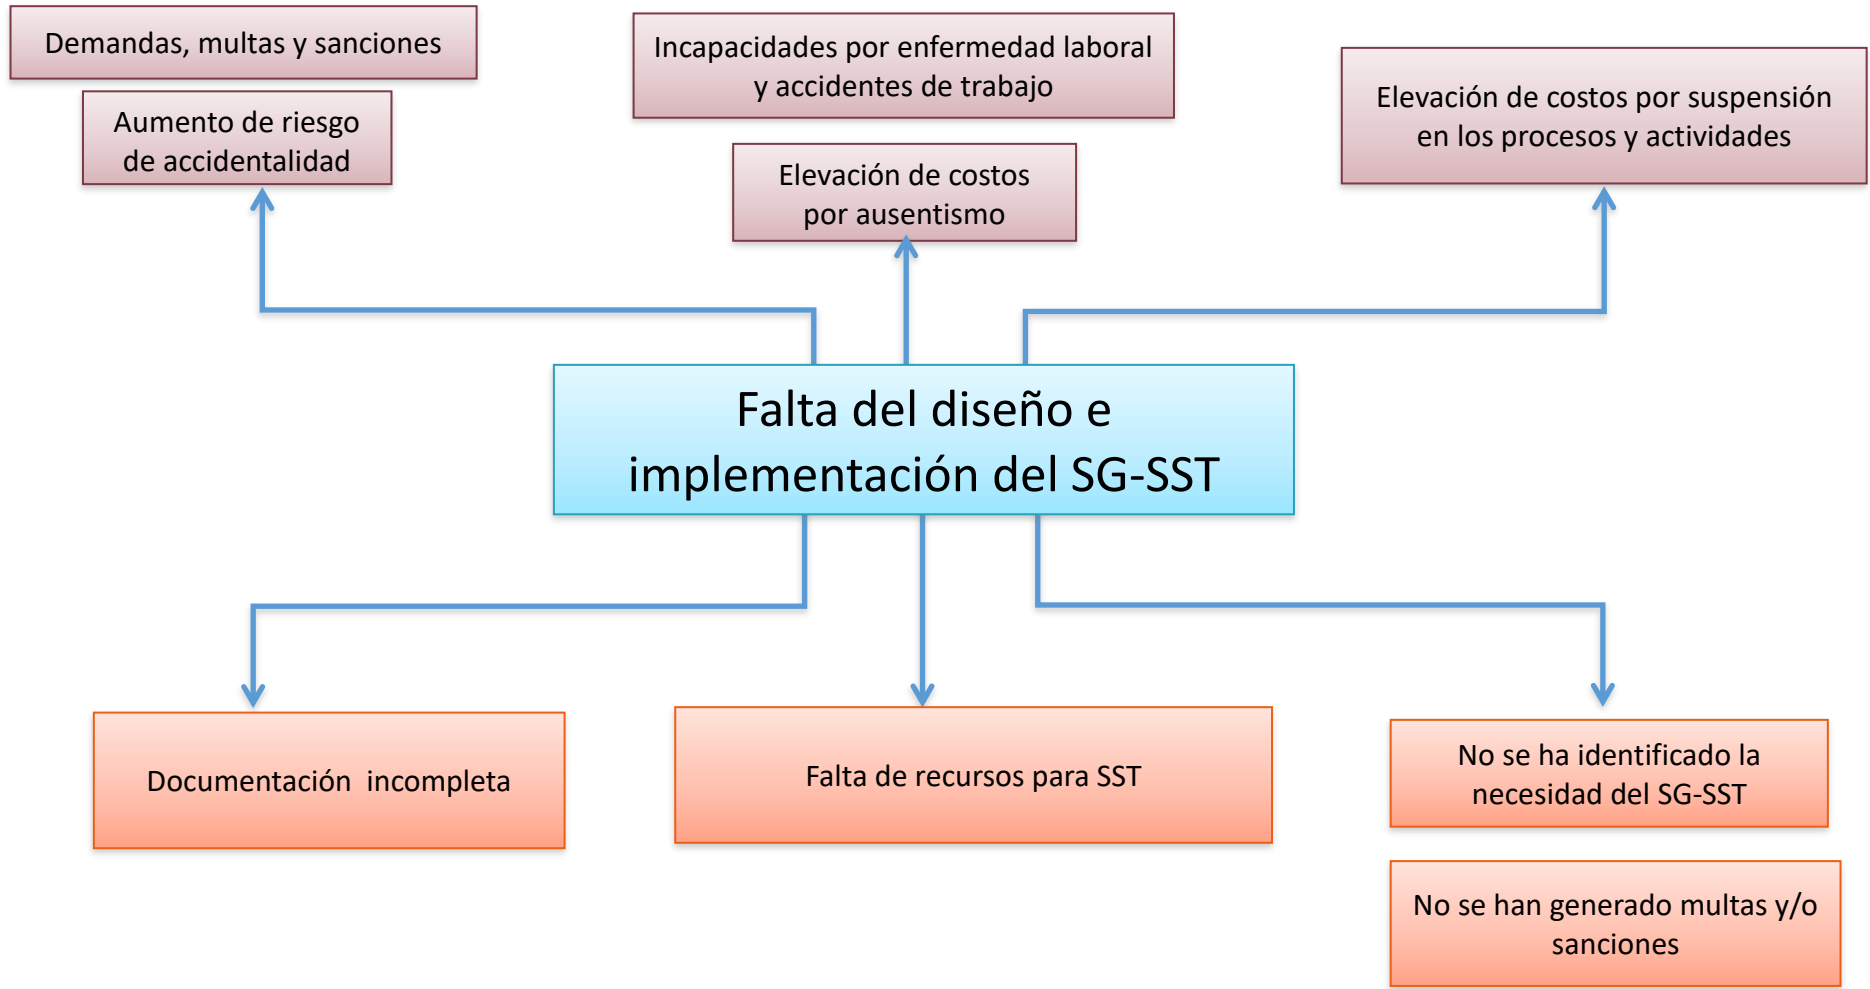 Demandas, multas y sanciones
Aumento de riesgo
de accidentalidad
Incapacidades por enfermedad laboral
y accidentes de trabajo
Elevación de costos
por ausentismo
Elevación de costos por suspensión
en los procesos y actividades
Falta del diseño e
implementación del SG-SST
Documentación  incompleta
Falta de recursos para SST
No se ha identificado la
necesidad del SG-SST
No se han generado multas y/o
sanciones